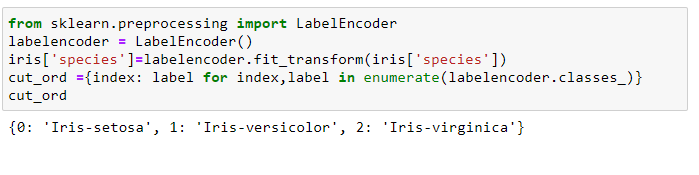 from sklearn.preprocessing import LabelEncoder
labelencoder = LabelEncoder()
iris['species']=labelencoder.fit_transform(iris['species'])
cut_ord ={index: label for index,label in enumerate(labelencoder.classes_)}
cut_ord
{0: 'Iris-setosa', 1: 'Iris-versicolor', 2: 'Iris-virginica'}